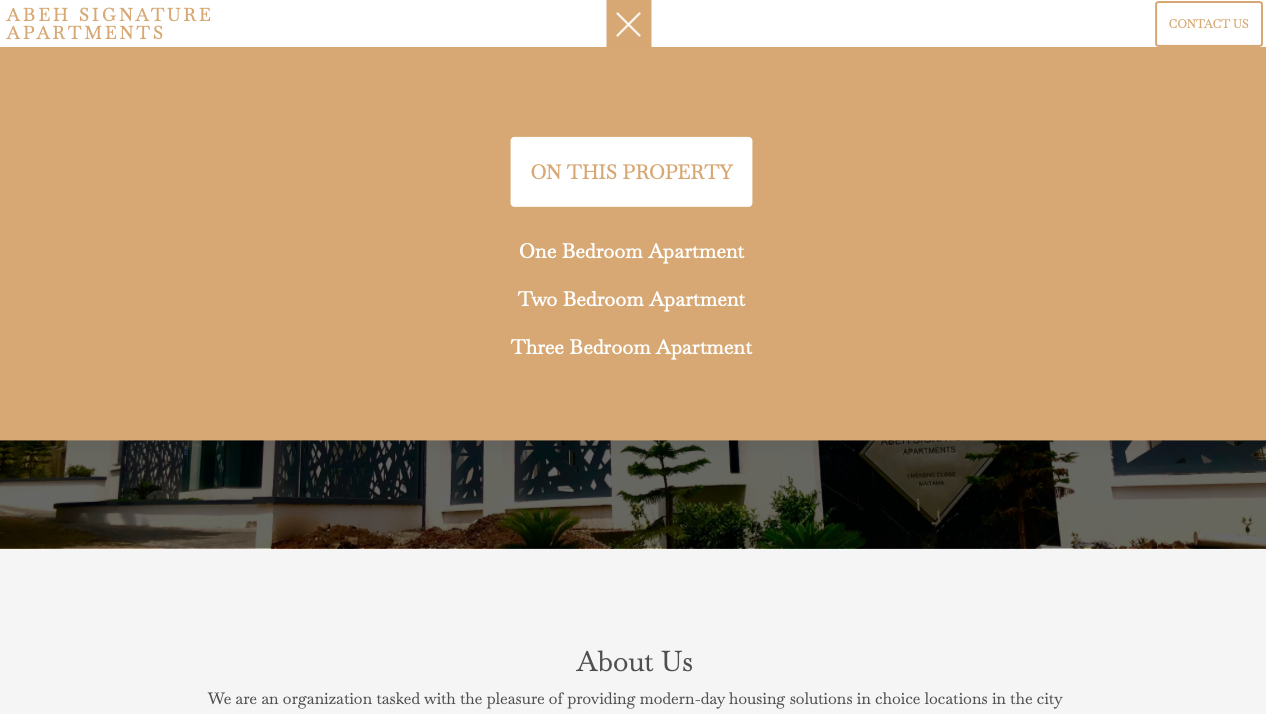 ABEH SIGNATURE
APARTMENTS
CONTACT US
ON THIS PROPERTY
One Bedroom Apartment
Two Bedroom Apartment
Three Bedroom Apartment
APARTMENTS
MAITAMA
About Us
We are an organization tasked with the pleasure of providing modern-day housing solutions in choice locations in the city